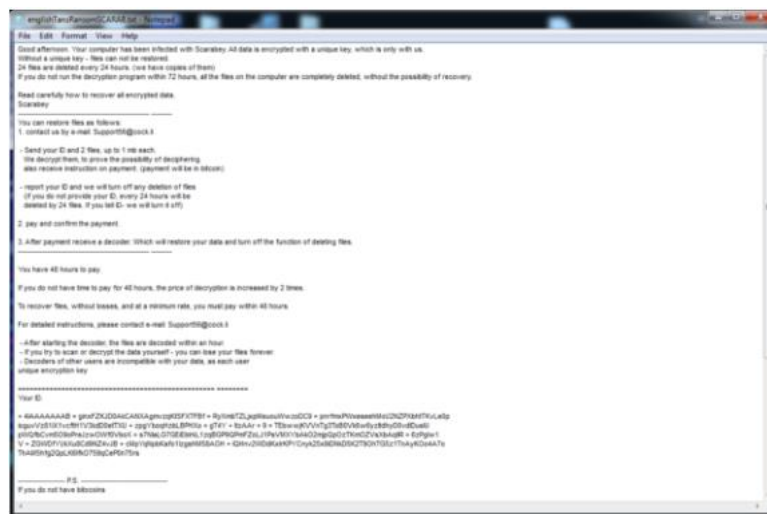 englishTansRansomSCARAB.txt - Notepad
File Edit Format View Help
Good afternoon. Your computer has been infected with Scarabey. All data is encrypted with a unique key, which is only with us.
Without a unique key - files can not be restored.
24 files are deleted every 24 hours. (we have copies of them)
If you do not run the decryption program within 72 hours, all the files on the computer are completely deleted, without the possibility of recovery.
Read carefully how to recover all encrypted data.
Scarabey
You can restore files as follows:
1. contact us by e-mail: Support56@cock.li
- Send your ID and 2 files, up to 1 mb each.
We decrypt them, to prove the possibility of deciphering.
also receive instruction on payment. (payment will be in bitcoin)
- report your ID and we will turn off any deletion of files
(if you do not provide your ID, every 24 hours will be
deleted by 24 files. If you tell ID- we will turn it off)
2. pay and confirm the payment.
3. After payment receive a decoder. Which will restore your data and turn off the function of deleting files.
You have 48 hours to pay.
If you do not have time to pay for 48 hours, the price of decryption is increased by 2 times.
To recover files, without losses, and at a minimum rate, you must pay within 48 hours.
For detailed instructions, please contact e-mail: Support56@cock.li
- After starting the decoder, the files are decoded within an hour.
- If you try to scan or decrypt the data yourself - you can lose your files forever.
- Decoders of other users are incompatible with your data, as each user
unique encryption key
Your ID
P.S.
If you do not have bitcoins